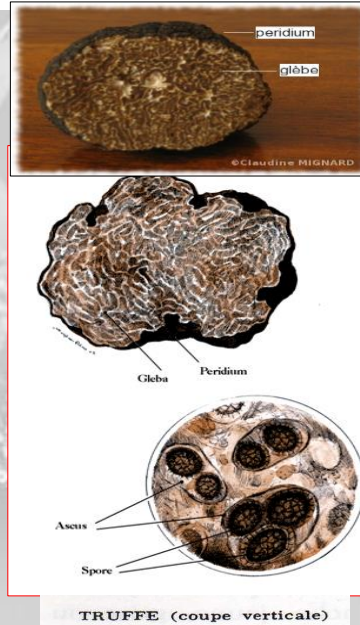 peridium
glèbe
©Claudine MIGNARD
Gleba
Peridium
Ascus
Spore
TRUFFE (coupe verticale)